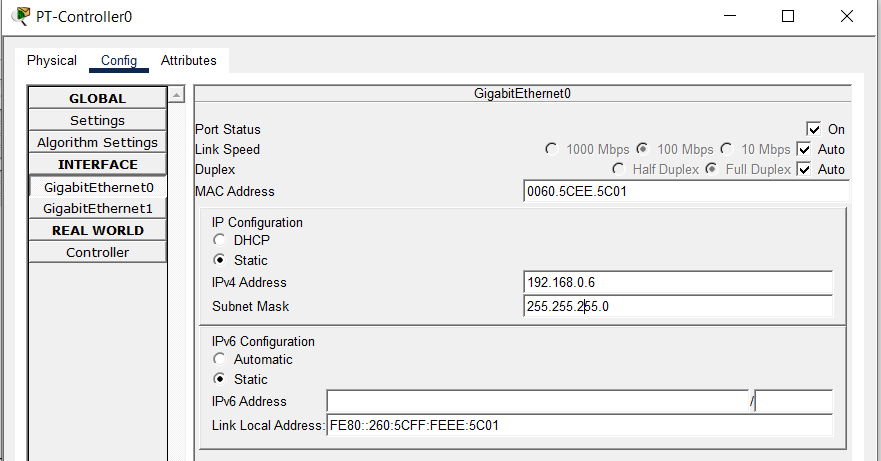 PT-Controller0
Physical Config Attributes
GLOBAL
Settings
Algorithm Settings
INTERFACE
GigabitEthernet0
GigabitEthernet1
REAL WORLD
Controller
GigabitEthernet0
Port Status On
Link Speed 1000 Mbps 100 Mbps 10 Mbps Auto
Duplex Half Duplex Full Duplex Auto
MAC Address 0060.5CEE.5C01
IP Configuration
DHCP
Static
IPv4 Address 192.168.0.6
Subnet Mask 255.255.255.0
IPv6 Configuration
Automatic
Static
IPv6 Address /
Link Local Address: FE80::260:5CFF:FEEE:5C01